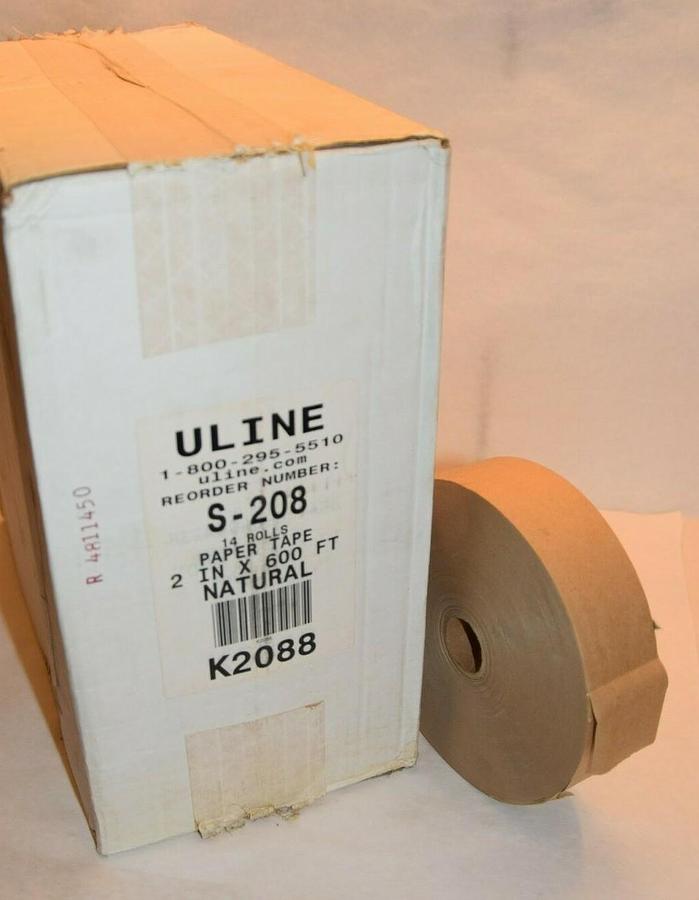 ULINE
1-800-295-5510
uline.com
REORDER NUMBER:
S-208
14 ROLLS
PAPER TAPE
2 IN X 600 FT
NATURAL
K2088
R 4811450